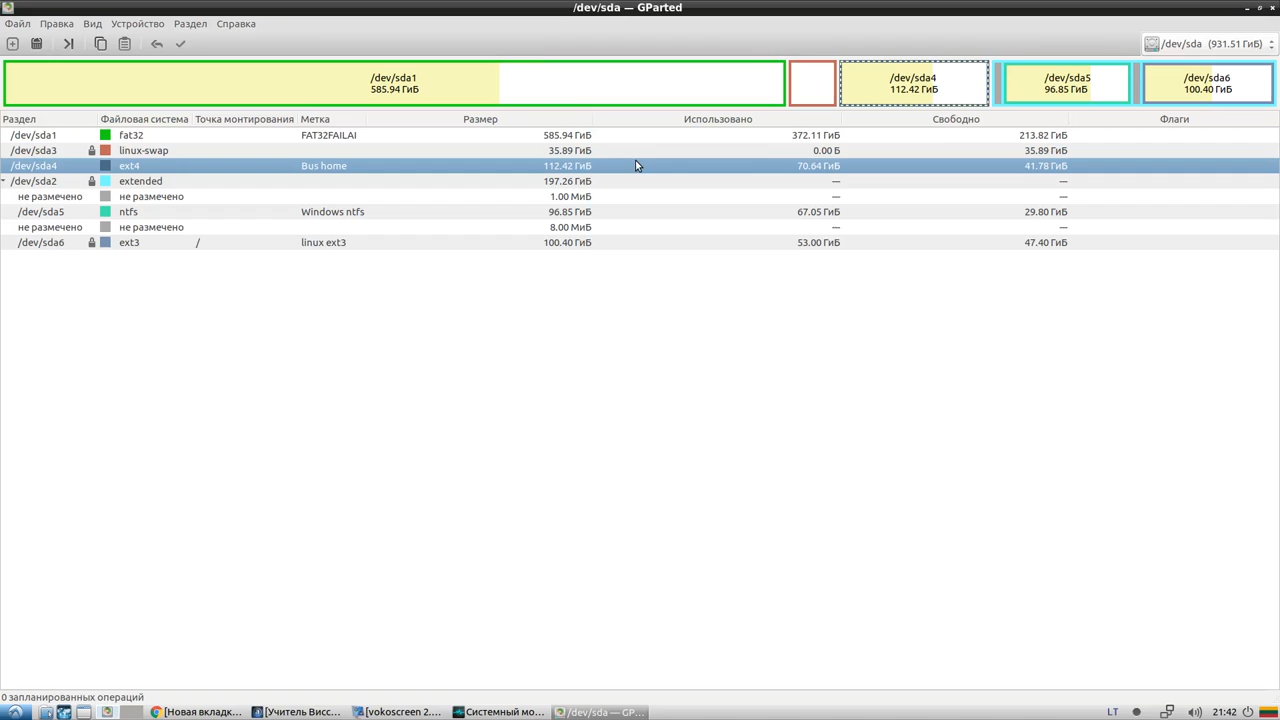 /dev/sda — GParted
Файл Правка Вид Устройство Раздел Справка
/dev/sda (931.51 ГиБ)
/dev/sda1
585.94 ГиБ
/dev/sda4
112.42 ГиБ
/dev/sda5
96.85 ГиБ
/dev/sda6
100.40 ГиБ
Раздел Файловая система Точка монтирования Метка Размер Использовано Свободно Флаги
/dev/sda1 fat32 FAT32FAILAI 585.94 ГиБ 372.11 ГиБ 213.82 ГиБ
/dev/sda3 linux-swap 35.89 ГиБ 0.00 Б 35.89 ГиБ
/dev/sda4 ext4 Bus home 112.42 ГиБ 70.64 ГиБ 41.78 ГиБ
/dev/sda2 extended 197.26 ГиБ — —
не размечено не размечено 1.00 МиБ — —
/dev/sda5 ntfs Windows ntfs 96.85 ГиБ 67.05 ГиБ 29.80 ГиБ
не размечено не размечено 8.00 МиБ — —
/dev/sda6 ext3 / linux ext3 100.40 ГиБ 53.00 ГиБ 47.40 ГиБ
0 запланированных операций
[Новая вкладк... [Учитель Висс... [vokoscreen 2.... Системный мо... /dev/sda — GP... LT 21:42